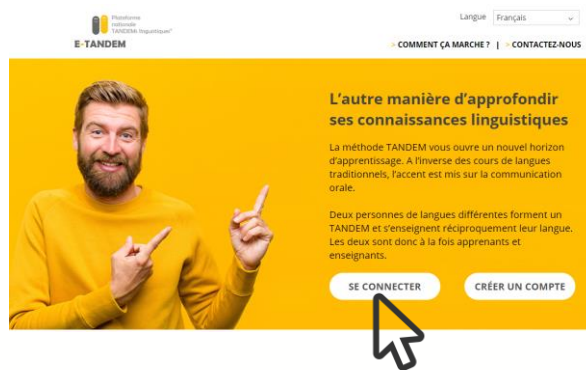 Plateforme
nationale
TANDEMs linguistiques"
E-TANDEM
Langue Français
> COMMENT ÇA MARCHE ? | > CONTACTEZ-NOUS
L'autre manière d'approfondir
ses connaissances linguistiques
La méthode TANDEM vous ouvre un nouvel horizon
d'apprentissage. A l'inverse des cours de langues
traditionnels, l'accent est mis sur la communication
orale.
Deux personnes de langues différentes forment un
TANDEM et s'enseignent réciproquement leur langue.
Les deux sont donc à la fois apprenants et
enseignants.
SE CONNECTER CRÉER UN COMPTE